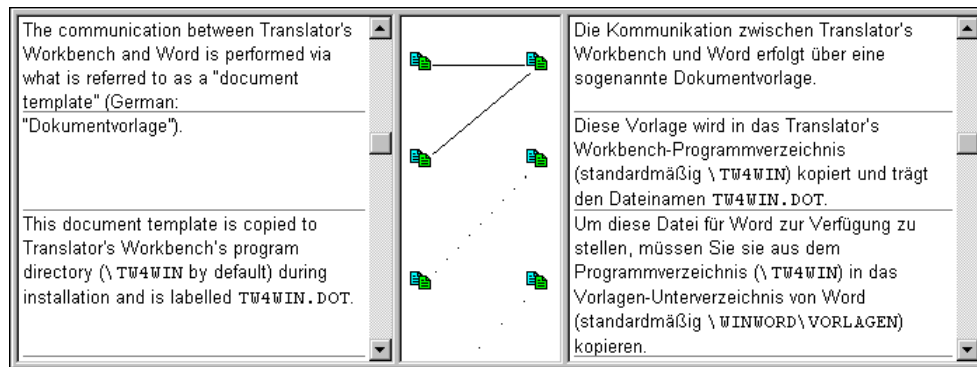 The communication between Translator's
Workbench and Word is performed via
what is referred to as a "document
template" (German:
"Dokumentvorlage").
This document template is copied to
Translator's Workbench's program
directory (\TW4WIN by default) during
installation and is labelled TW4WIN.DOT.
Die Kommunikation zwischen Translator's
Workbench und Word erfolgt über eine
sogenannte Dokumentvorlage.
Diese Vorlage wird in das Translator's
Workbench-Programmverzeichnis
(standardmäßig \TW4WIN) kopiert und trägt
den Dateinamen TW4WIN.DOT.
Um diese Datei für Word zur Verfügung zu
stellen, müssen Sie sie aus dem
Programmverzeichnis (\TW4WIN) in das
Vorlagen-Unterverzeichnis von Word
(standardmäßig \WINWORD\VORLAGEN)
kopieren.